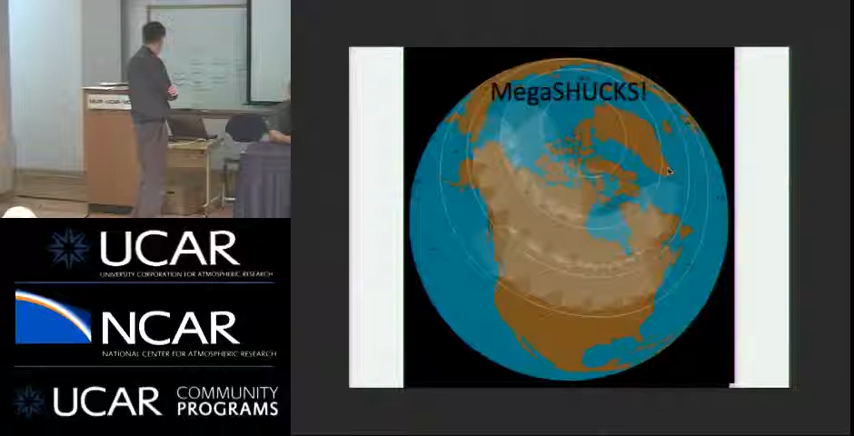 MegaSHUCKS!
UCAR
UNIVERSITY CORPORATION FOR ATMOSPHERIC RESEARCH
NCAR
NATIONAL CENTER FOR ATMOSPHERIC RESEARCH
UCAR COMMUNITY
PROGRAMS